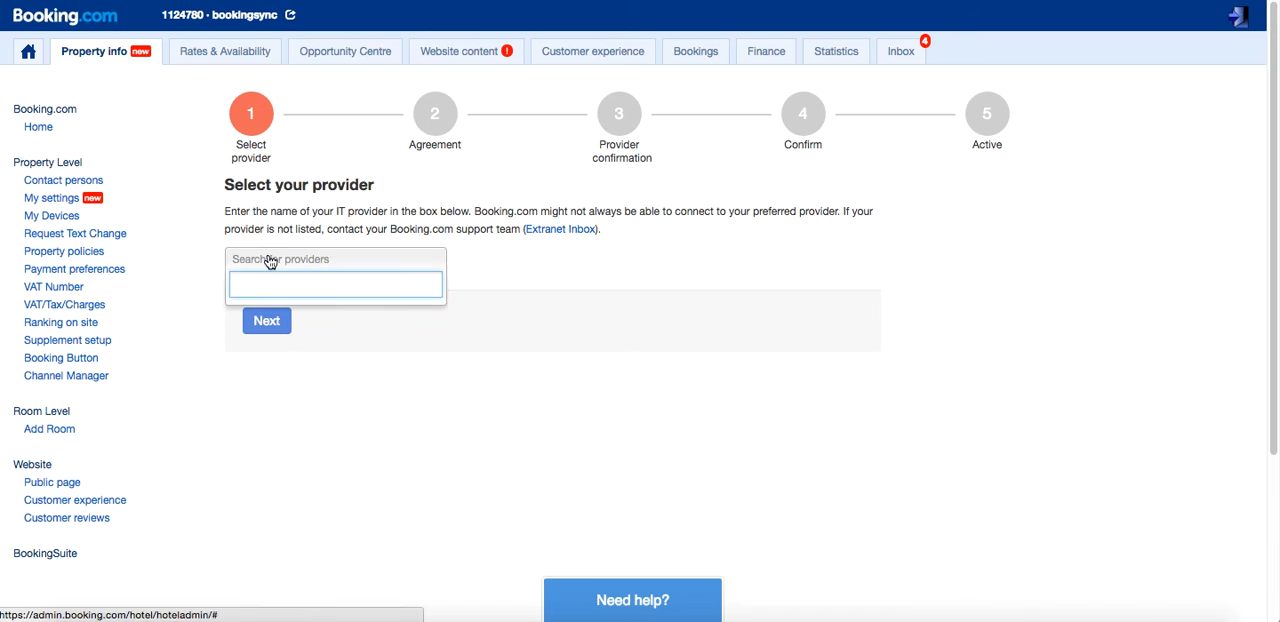 Booking.com
1124780 · bookingsync
Property info new
Rates & Availability
Opportunity Centre
Website content !
Customer experience
Bookings
Finance
Statistics
Inbox 4
Booking.com
Home
Property Level
Contact persons
My settings new
My Devices
Request Text Change
Property policies
Payment preferences
VAT Number
VAT/Tax/Charges
Ranking on site
Supplement setup
Booking Button
Channel Manager
Room Level
Add Room
Website
Public page
Customer experience
Customer reviews
BookingSuite
1
2
3
4
5
Select
provider
Agreement
Provider
confirmation
Confirm
Active
Select your provider
Enter the name of your IT provider in the box below. Booking.com might not always be able to connect to your preferred provider. If your
provider is not listed, contact your Booking.com support team (Extranet Inbox).
Search for providers
Next
Need help?
https://admin.booking.com/hotel/hoteladmin/#